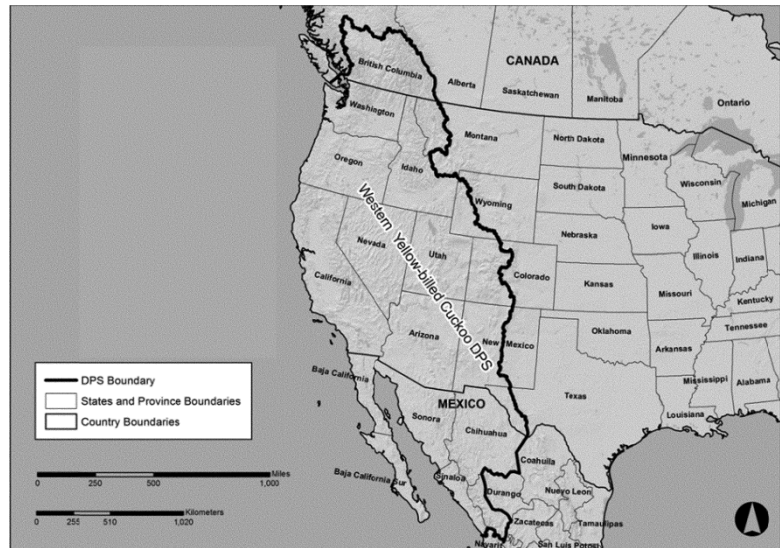 CANADA
British Columbia
Alberta
Saskatchewan
Manitoba
Ontario
Washington
Montana
North Dakota
Minnesota
Oregon
Idaho
South Dakota
Wisconsin
Michigan
Wyoming
Iowa
Nebraska
Nevada
Utah
Illinois
Indiana
Colorado
California
Kansas
Missouri
Kentucky
Western Yellow-billed Cuckoo DPS
Arizona
New Mexico
Oklahoma
Tennessee
Arkansas
Mississippi
Alabama
Texas
Louisiana
Baja California
MEXICO
Sonora
Chihuahua
Coahuila
Baja California Sur
Sinaloa
Durango
Nuevo Leon
Zacatecas
Tamaulipas
Nayarit
San Luis Potosi
DPS Boundary
States and Province Boundaries
Country Boundaries
Miles
0 250 500 1,000
Kilometers
0 255 510 1,020